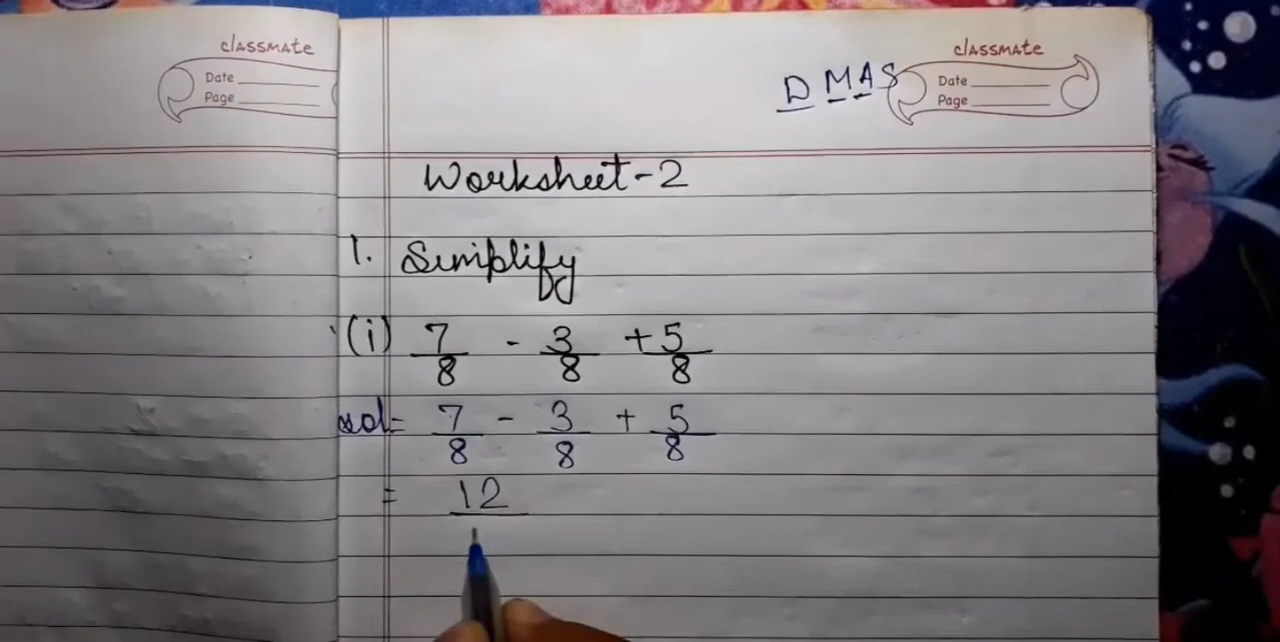 classmate
Date
Page
classmate
Date
Page
DMAS
Worksheet-2
1. Simplify
(i) 7/8 - 3/8 + 5/8
sol= 7/8 - 3/8 + 5/8
= 12